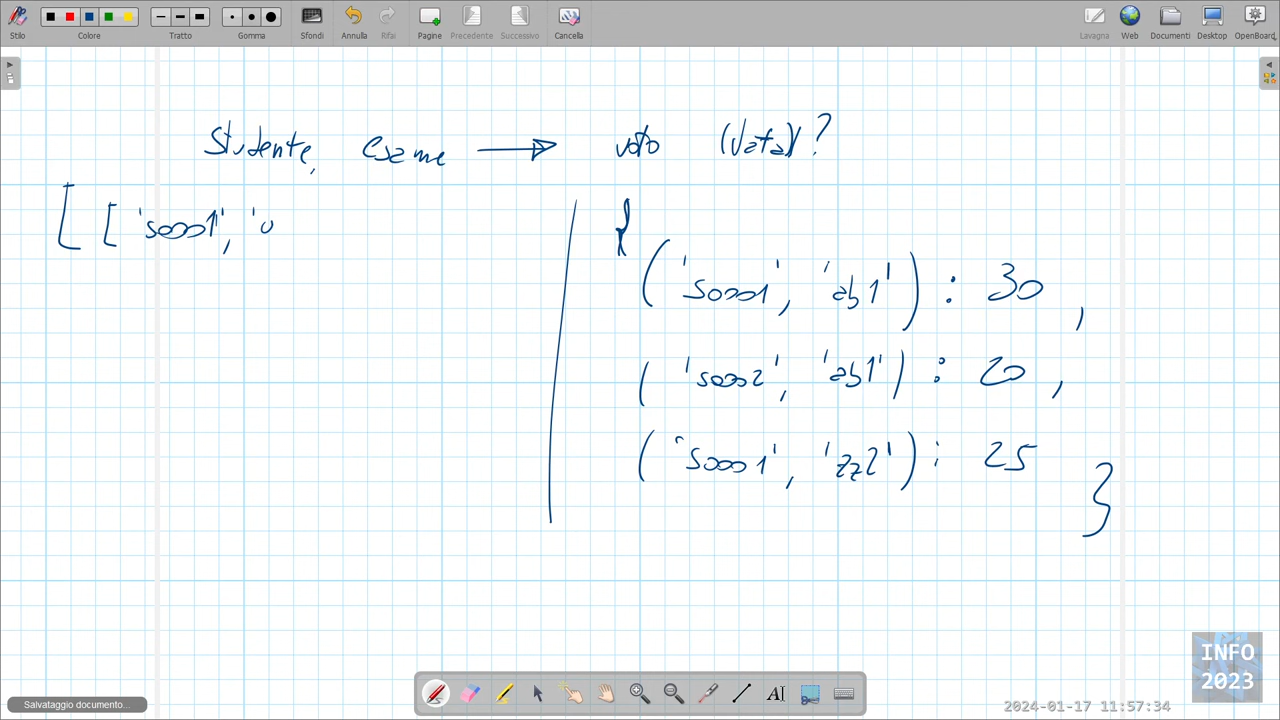 Stilo Colore Tratto Gomma Sfondi Annulla Rifai Pagine Precedente Successivo Cancella Lavagna Web Documenti Desktop OpenBoard
Studente, esame → voto (data)?
[ [ 's0001', 'a
{
('s0001', 'ab1') : 30 ,
('s0002', 'ab1') : 20 ,
('s0001', 'zz2') : 25
}
INFO
2023
Salvataggio documento...
2024-01-17 11:57:34